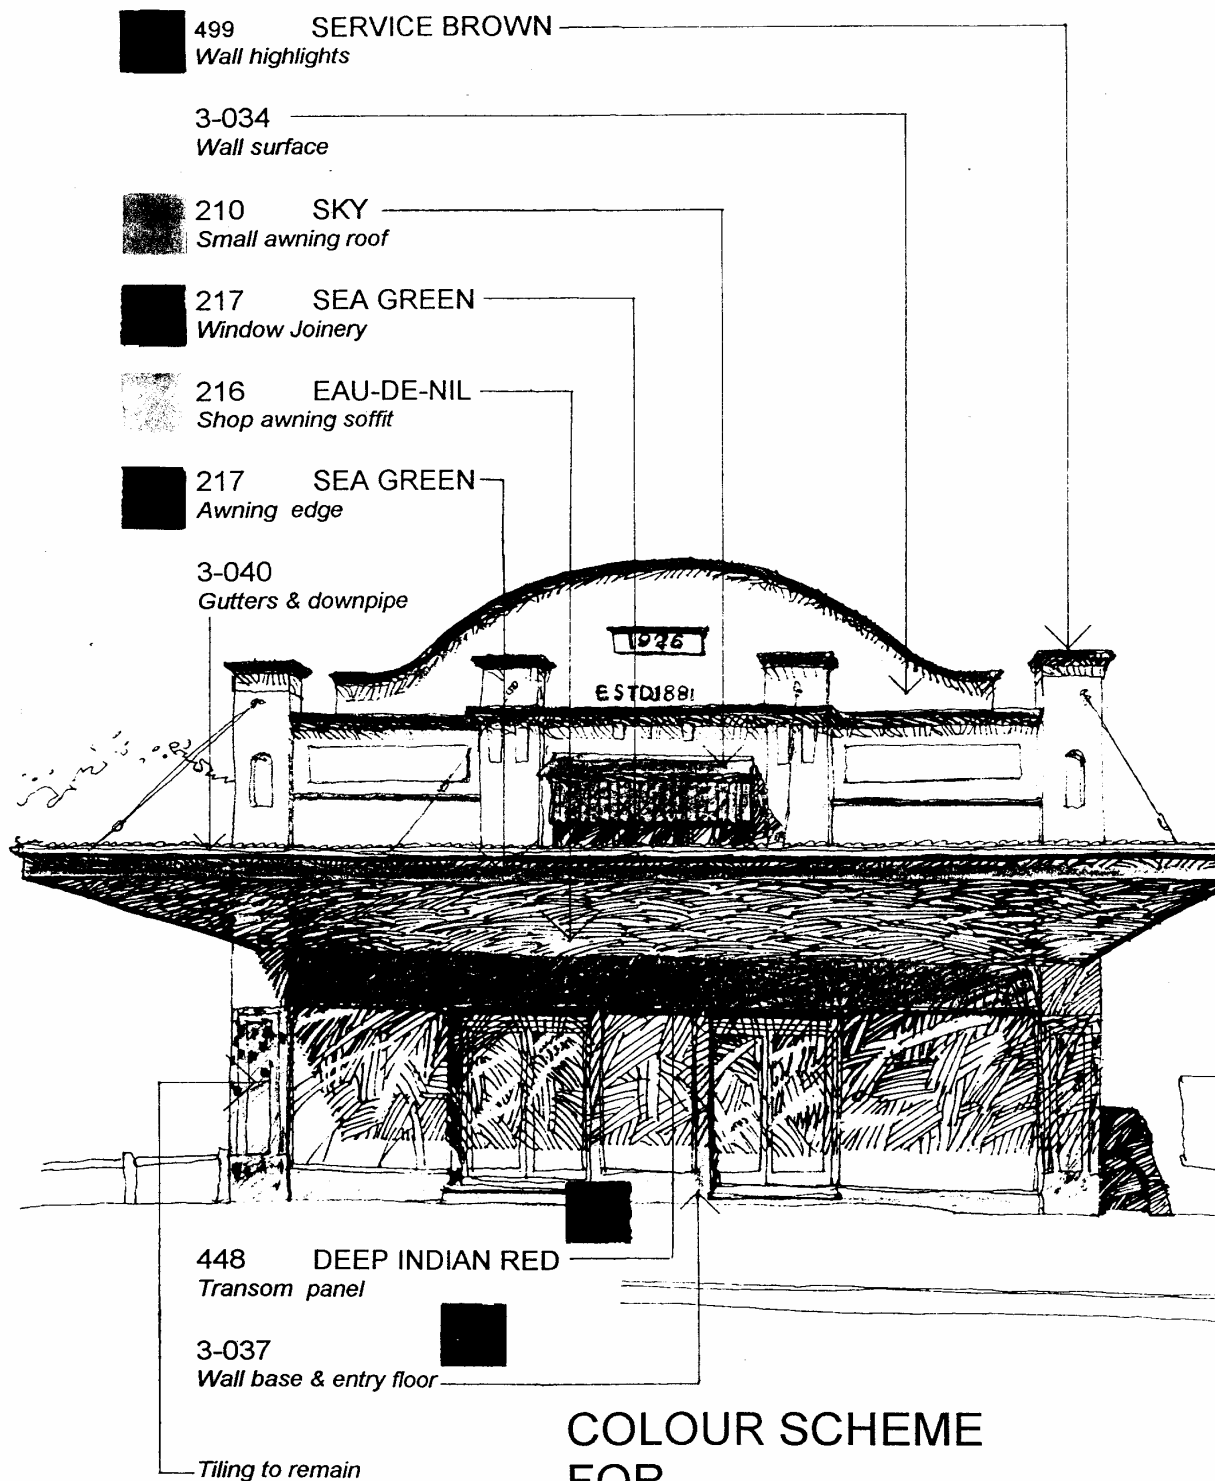 499 SERVICE BROWN
Wall highlights
3-034
Wall surface
210 SKY
Small awning roof
217 SEA GREEN
Window Joinery
216 EAU-DE-NIL
Shop awning soffit
217 SEA GREEN
Awning edge
3-040
Gutters & downpipe
1926
ESTD1881
448 DEEP INDIAN RED
Transom panel
3-037
Wall base & entry floor
COLOUR SCHEME
FOR
Tiling to remain